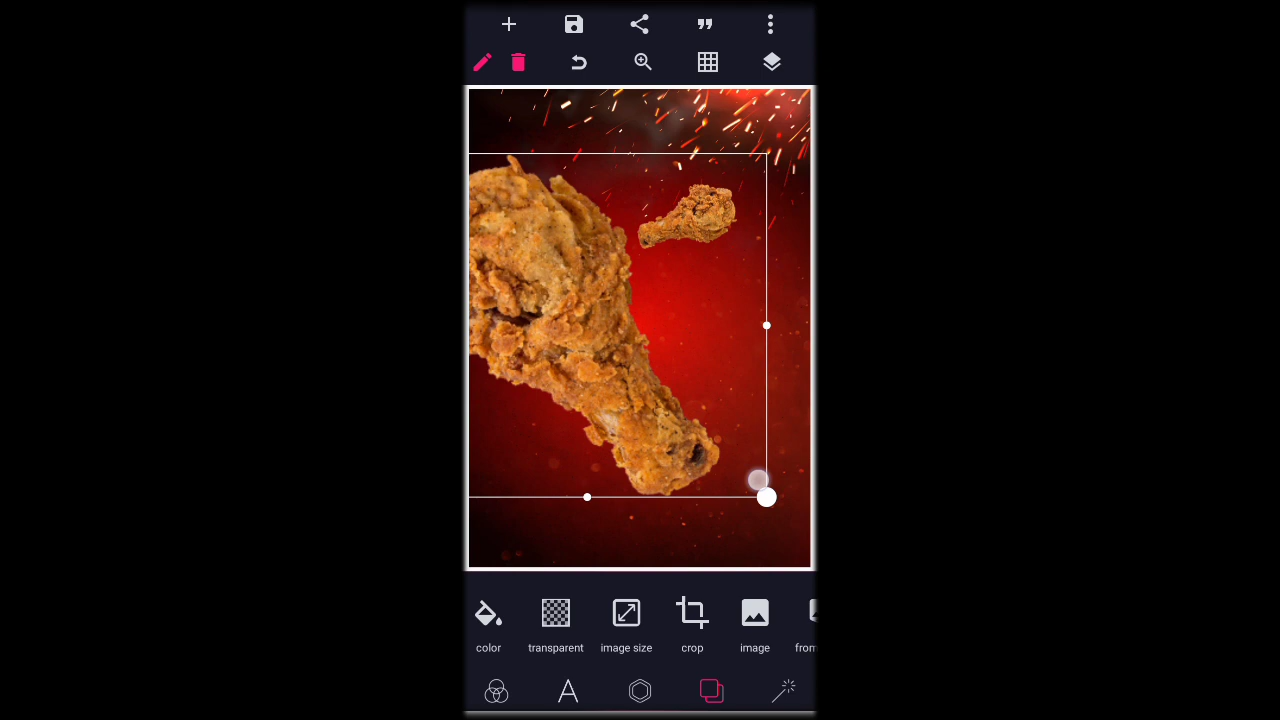 color
transparent
image size
crop
image
from